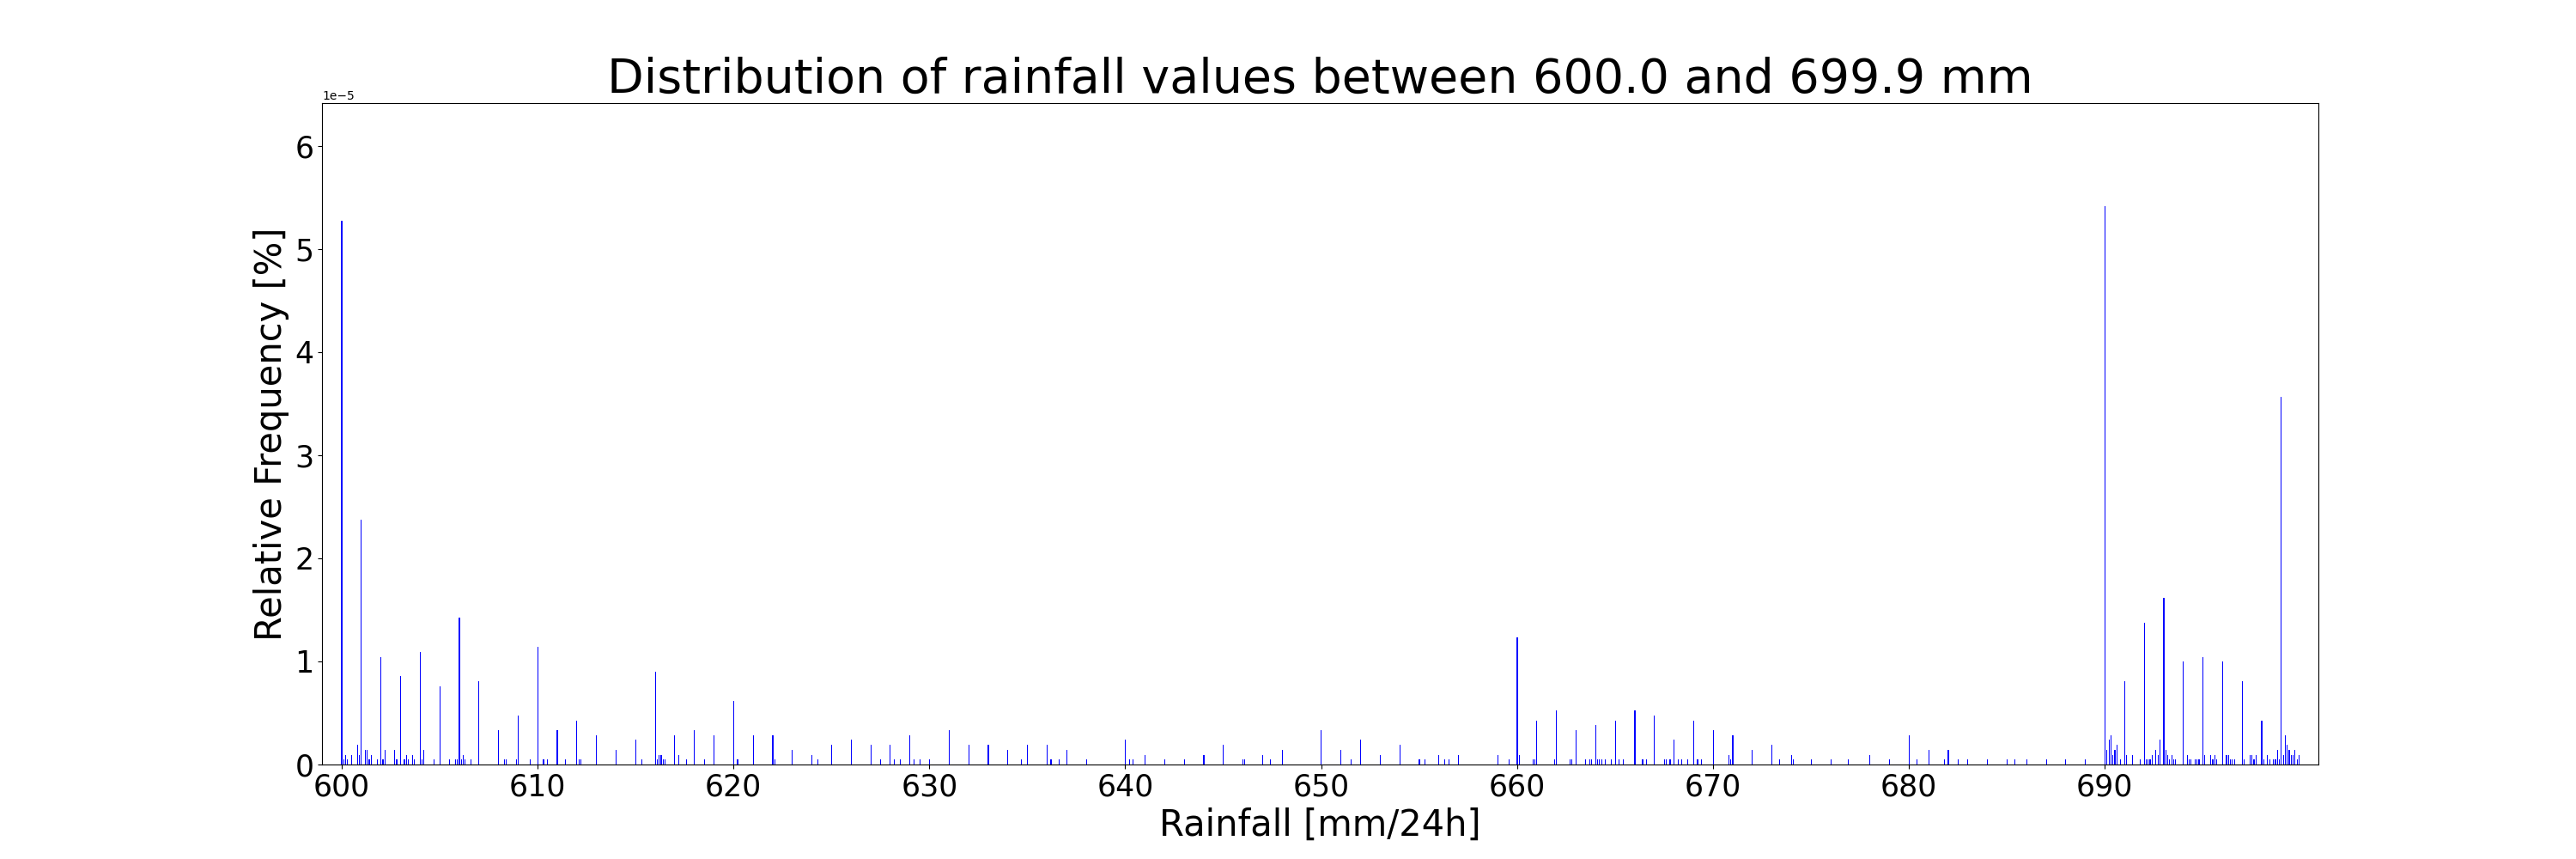 Distribution of rainfall values between 600.0 and 699.9 mm
1e−5
6
5
4
3
2
1
0
Relative Frequency [%]
600 610 620 630 640 650 660 670 680 690
Rainfall [mm/24h]